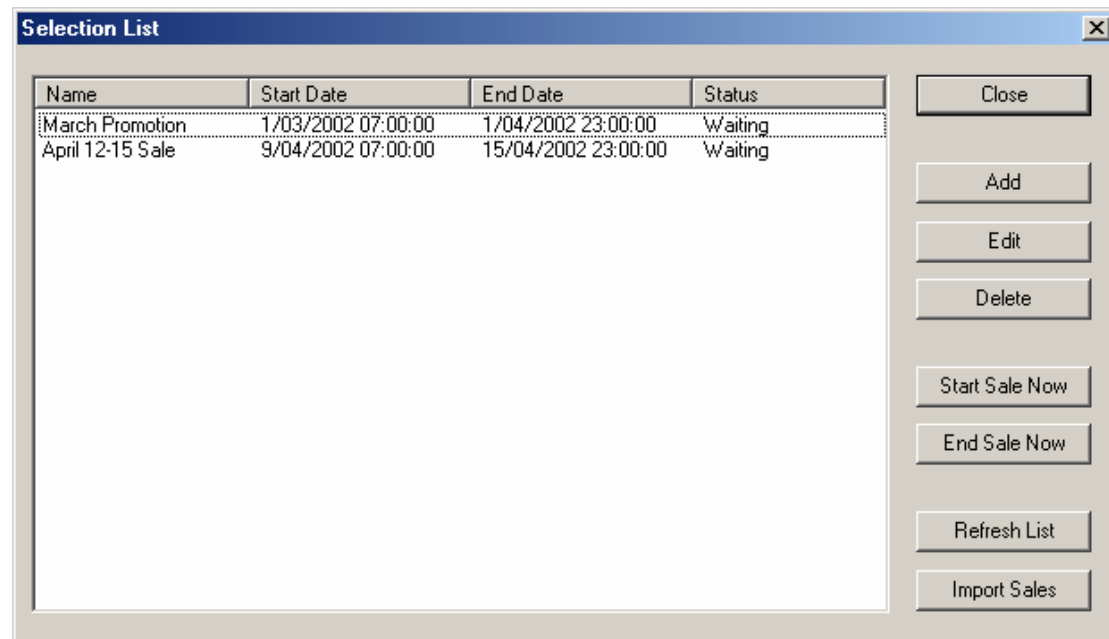 Selection List
Name Start Date End Date Status
March Promotion 1/03/2002 07:00:00 1/04/2002 23:00:00 Waiting
April 12-15 Sale 9/04/2002 07:00:00 15/04/2002 23:00:00 Waiting
Close
Add
Edit
Delete
Start Sale Now
End Sale Now
Refresh List
Import Sales